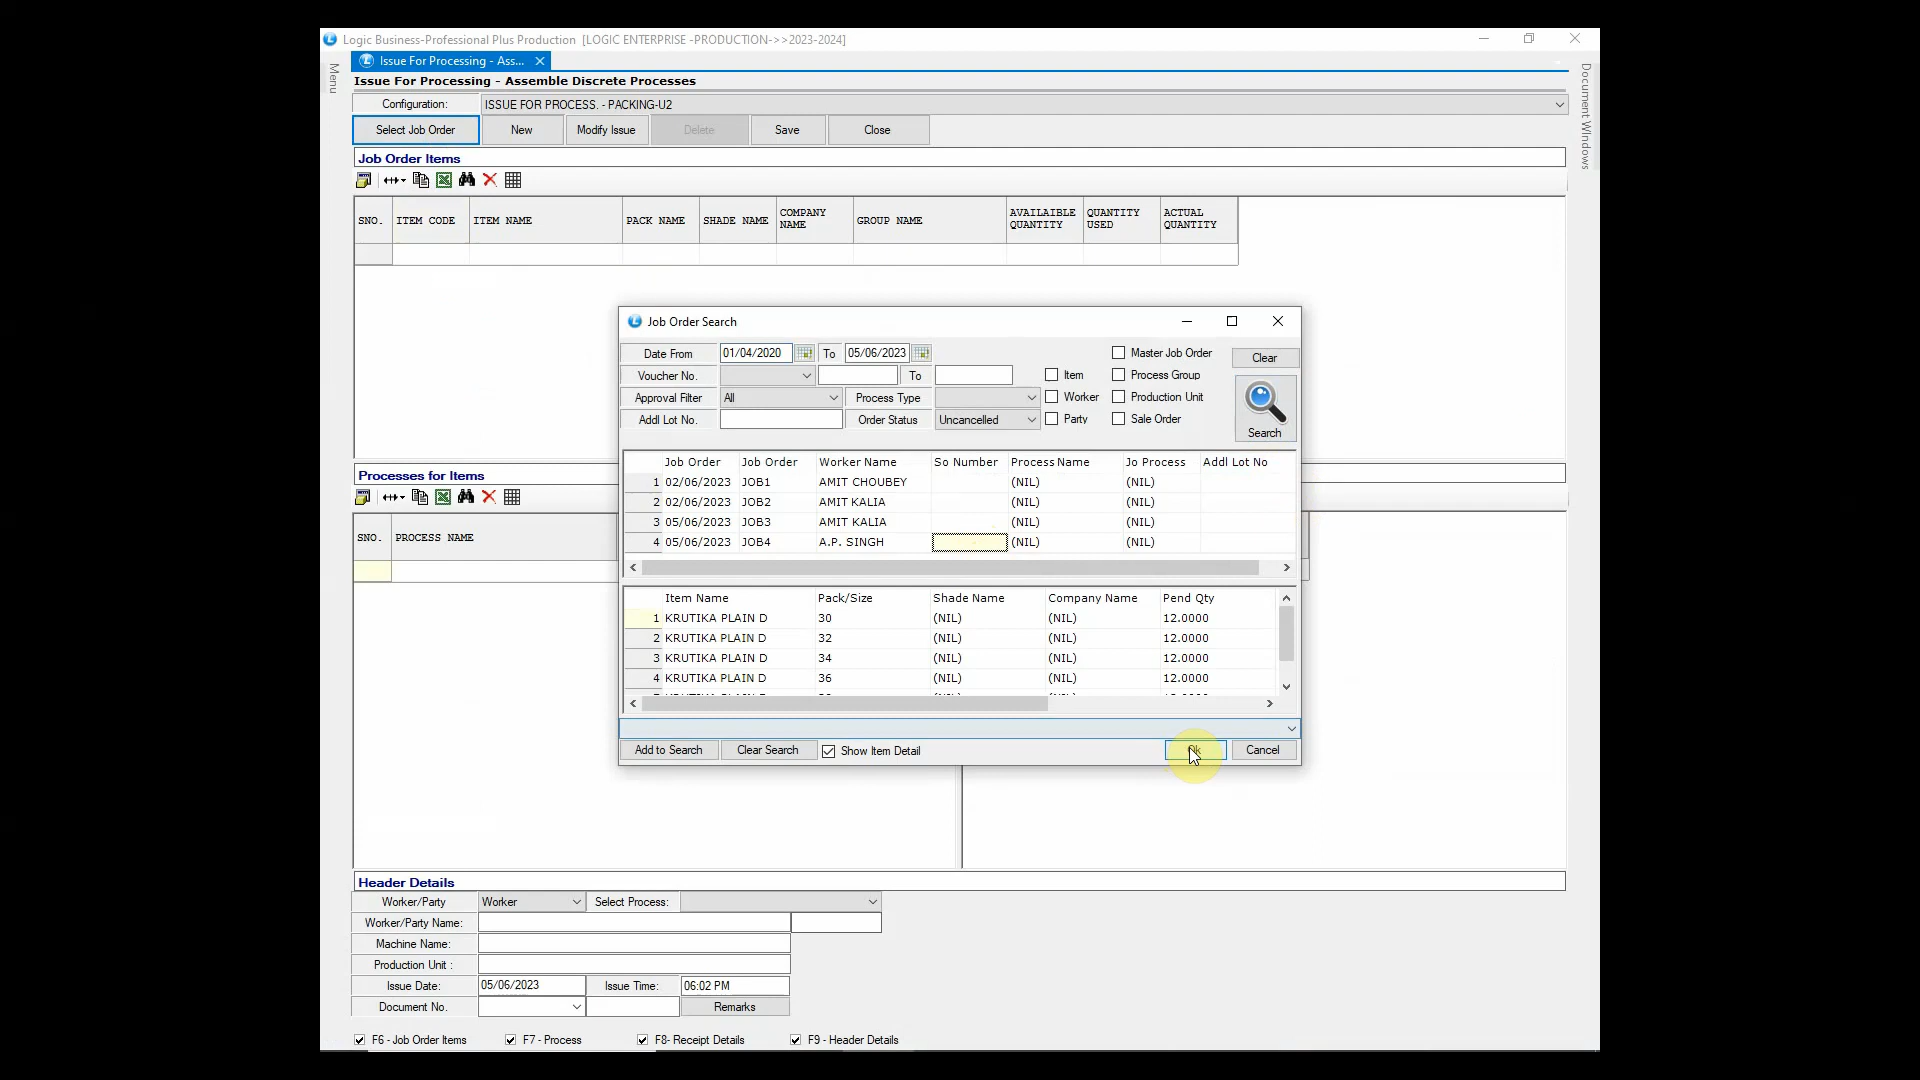 Logic Business-Professional Plus Production [LOGIC ENTERPRISE -PRODUCTION->>2023-2024]
Menu
Issue For Processing - Ass...
Document Windows
Issue For Processing - Assemble Discrete Processes
Configuration: ISSUE FOR PROCESS. - PACKING-U2
Select Job Order New Modify Issue Delete Save Close
Job Order Items
SNO. ITEM CODE ITEM NAME PACK NAME SHADE NAME COMPANY NAME GROUP NAME AVAILAIBLE QUANTITY QUANTITY USED ACTUAL QUANTITY
Job Order Search
Date From 01/04/2020 To 05/06/2023 Master Job Order Clear
Voucher No. To Item Process Group
Approval Filter All Process Type Worker Production Unit
Addl Lot No. Order Status Uncancelled Party Sale Order
Search
Job Order Job Order Worker Name So Number Process Name Jo Process Addl Lot No
1 02/06/2023 JOB1 AMIT CHOUBEY (NIL) (NIL)
2 02/06/2023 JOB2 AMIT KALIA (NIL) (NIL)
3 05/06/2023 JOB3 AMIT KALIA (NIL) (NIL)
4 05/06/2023 JOB4 A.P. SINGH (NIL) (NIL)
Item Name Pack/Size Shade Name Company Name Pend Qty
1 KRUTIKA PLAIN D 30 (NIL) (NIL) 12.0000
2 KRUTIKA PLAIN D 32 (NIL) (NIL) 12.0000
3 KRUTIKA PLAIN D 34 (NIL) (NIL) 12.0000
4 KRUTIKA PLAIN D 36 (NIL) (NIL) 12.0000
Add to Search Clear Search Show Item Detail Ok Cancel
Processes for Items
SNO. PROCESS NAME
Header Details
Worker/Party Worker Select Process:
Worker/Party Name:
Machine Name:
Production Unit :
Issue Date: 05/06/2023 Issue Time: 06:02 PM
Document No. Remarks
F6 - Job Order Items F7 - Process F8- Receipt Details F9 - Header Details